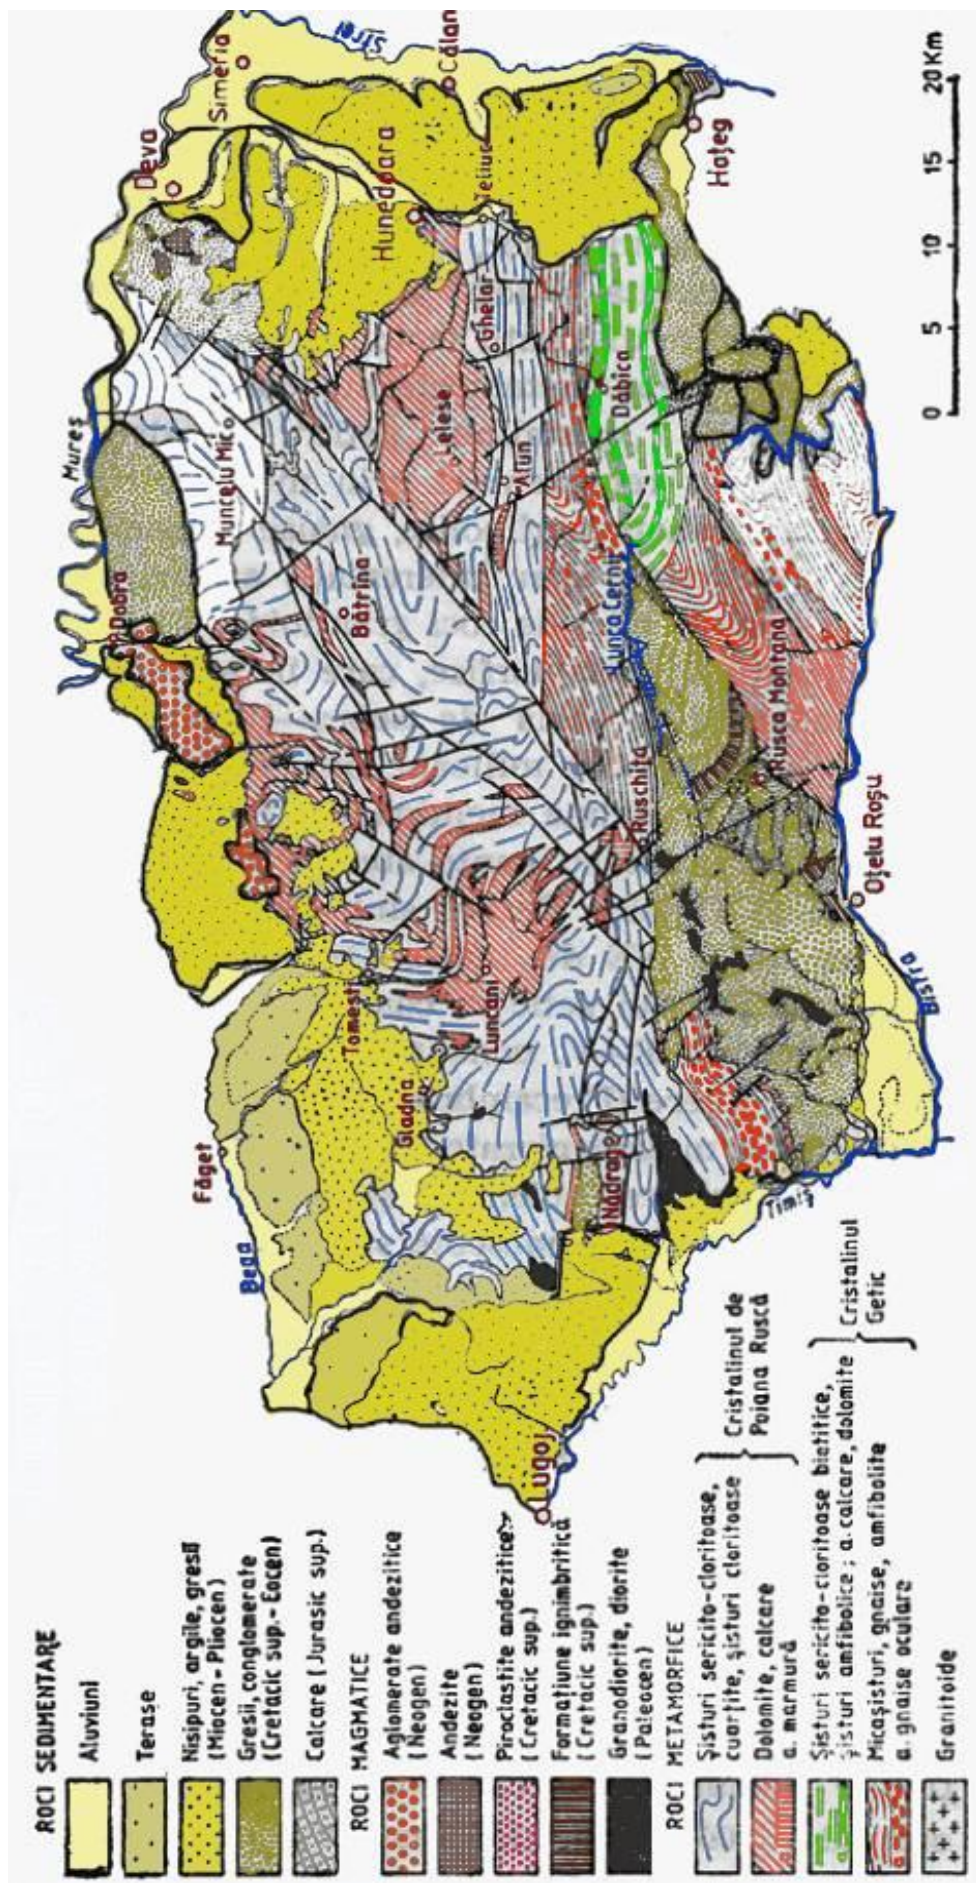 ROCI SEDIMENTARE
Aluviuni
Terase
Nisipuri, argile, gresii
(Miocen - Pliocen)
Gresii, conglomerate
(Cretacic sup. - Eocen)
Calcare (Jurasic sup.)
ROCI MAGMATICE
Aglomerate andezitice
(Neogen)
Andezite
(Neogen)
Piroclastite andezitice
(Cretacic sup.)
Formațiune ignimbritică
(Cretacic sup.)
Granodiorite, diorite
(Paleocen)
ROCI METAMORFICE
Șisturi sericito-cloritoase,
cuarțite, șisturi cloritoase
Dolomite, calcare
a. marmură
Cristalinul de
Poiana Ruscă
Șisturi sericito-cloritoase biotitice,
șisturi amfibolice; a. calcare, dolomite
Micașisturi, gnaise, amfibolite
a. gnaise oculare
Cristalinul
Getic
Granitoide
Lugoj
Bega
Făget
Timiș
Nădrag
Gladna
Tomești
Luncani
Bistra
Oțelu Roșu
Ruschița
Rusca Montana
Dobra
Mureș
Bătrîna
Lunca Cernii
Muncelu Mic
Lelese
Alun
Dăbîca
Ghelar
Teliuc
Hunedoara
Deva
Simeria
Strei
Călan
Hațeg
0 5 10 15 20 Km